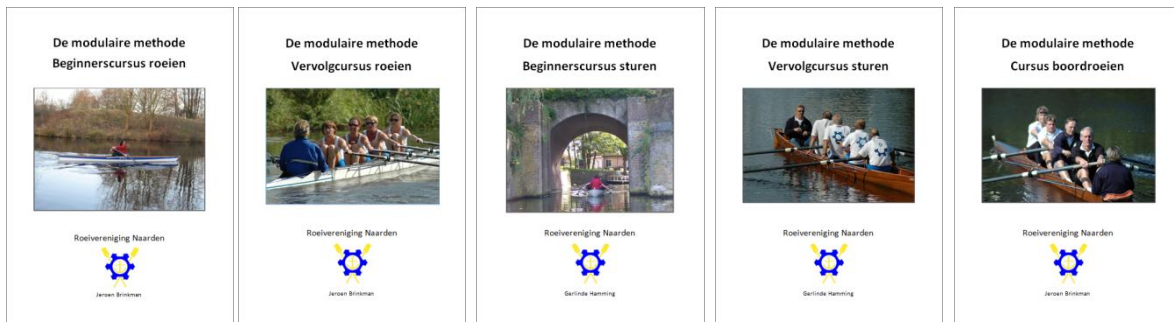 De modulaire methode
Beginnerscursus roeien
Roeivereniging Naarden
Jeroen Brinkman
De modulaire methode
Vervolgcursus roeien
Roeivereniging Naarden
Jeroen Brinkman
De modulaire methode
Beginnerscursus sturen
Roeivereniging Naarden
Gerlinde Hamming
De modulaire methode
Vervolgcursus sturen
Roeivereniging Naarden
Gerlinde Hamming
De modulaire methode
Cursus boordroeien
Roeivereniging Naarden
Jeroen Brinkman